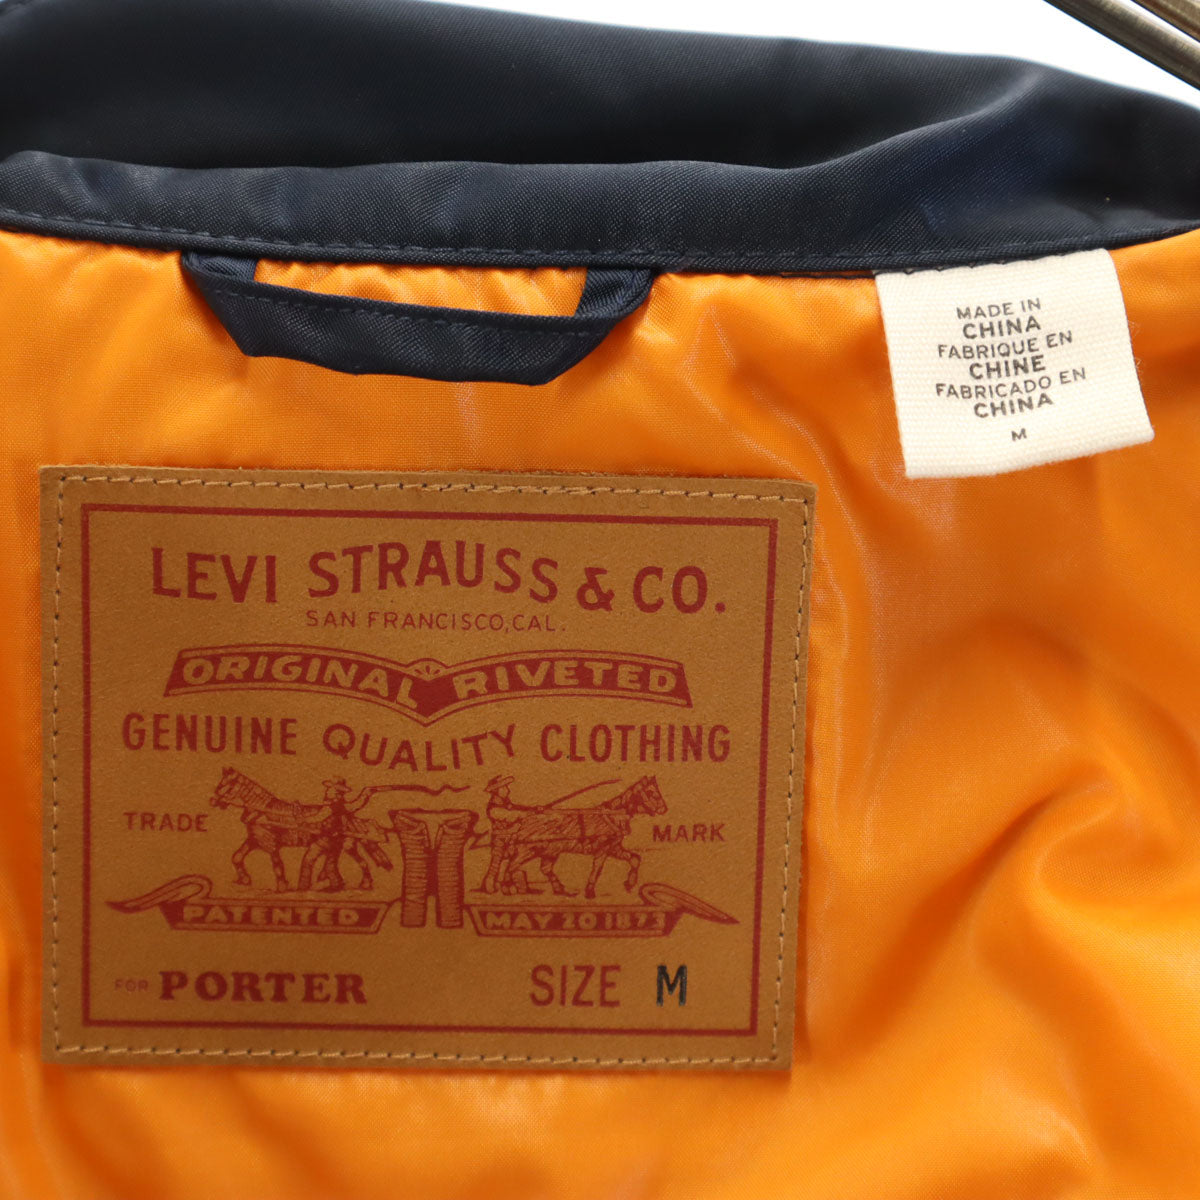 MADE IN
CHINA
FABRIQUE EN
CHINE
FABRICADO EN
CHINA
M
LEVI STRAUSS & CO.
SAN FRANCISCO, CAL.
ORIGINAL RIVETED
GENUINE QUALITY CLOTHING
TRADE MARK
PATENTED MAY 20 1873
FOR PORTER SIZE M